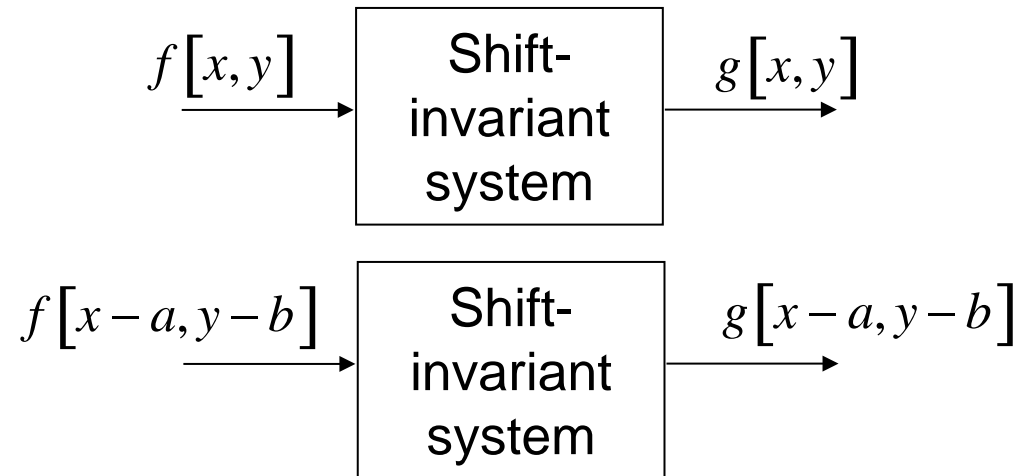 f[x, y]
Shift-
invariant
system
g[x, y]
f[x − a, y − b]
Shift-
invariant
system
g[x − a, y − b]